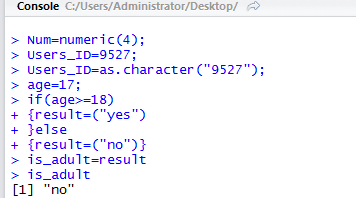 Console C:/Users/Administrator/Desktop/
> Num=numeric(4);
> Users_ID=9527;
> Users_ID=as.character("9527");
> age=17;
> if(age>=18)
+ {result=("yes")
+ }else
+ {result=("no")}
> is_adult=result
> is_adult
[1] "no"